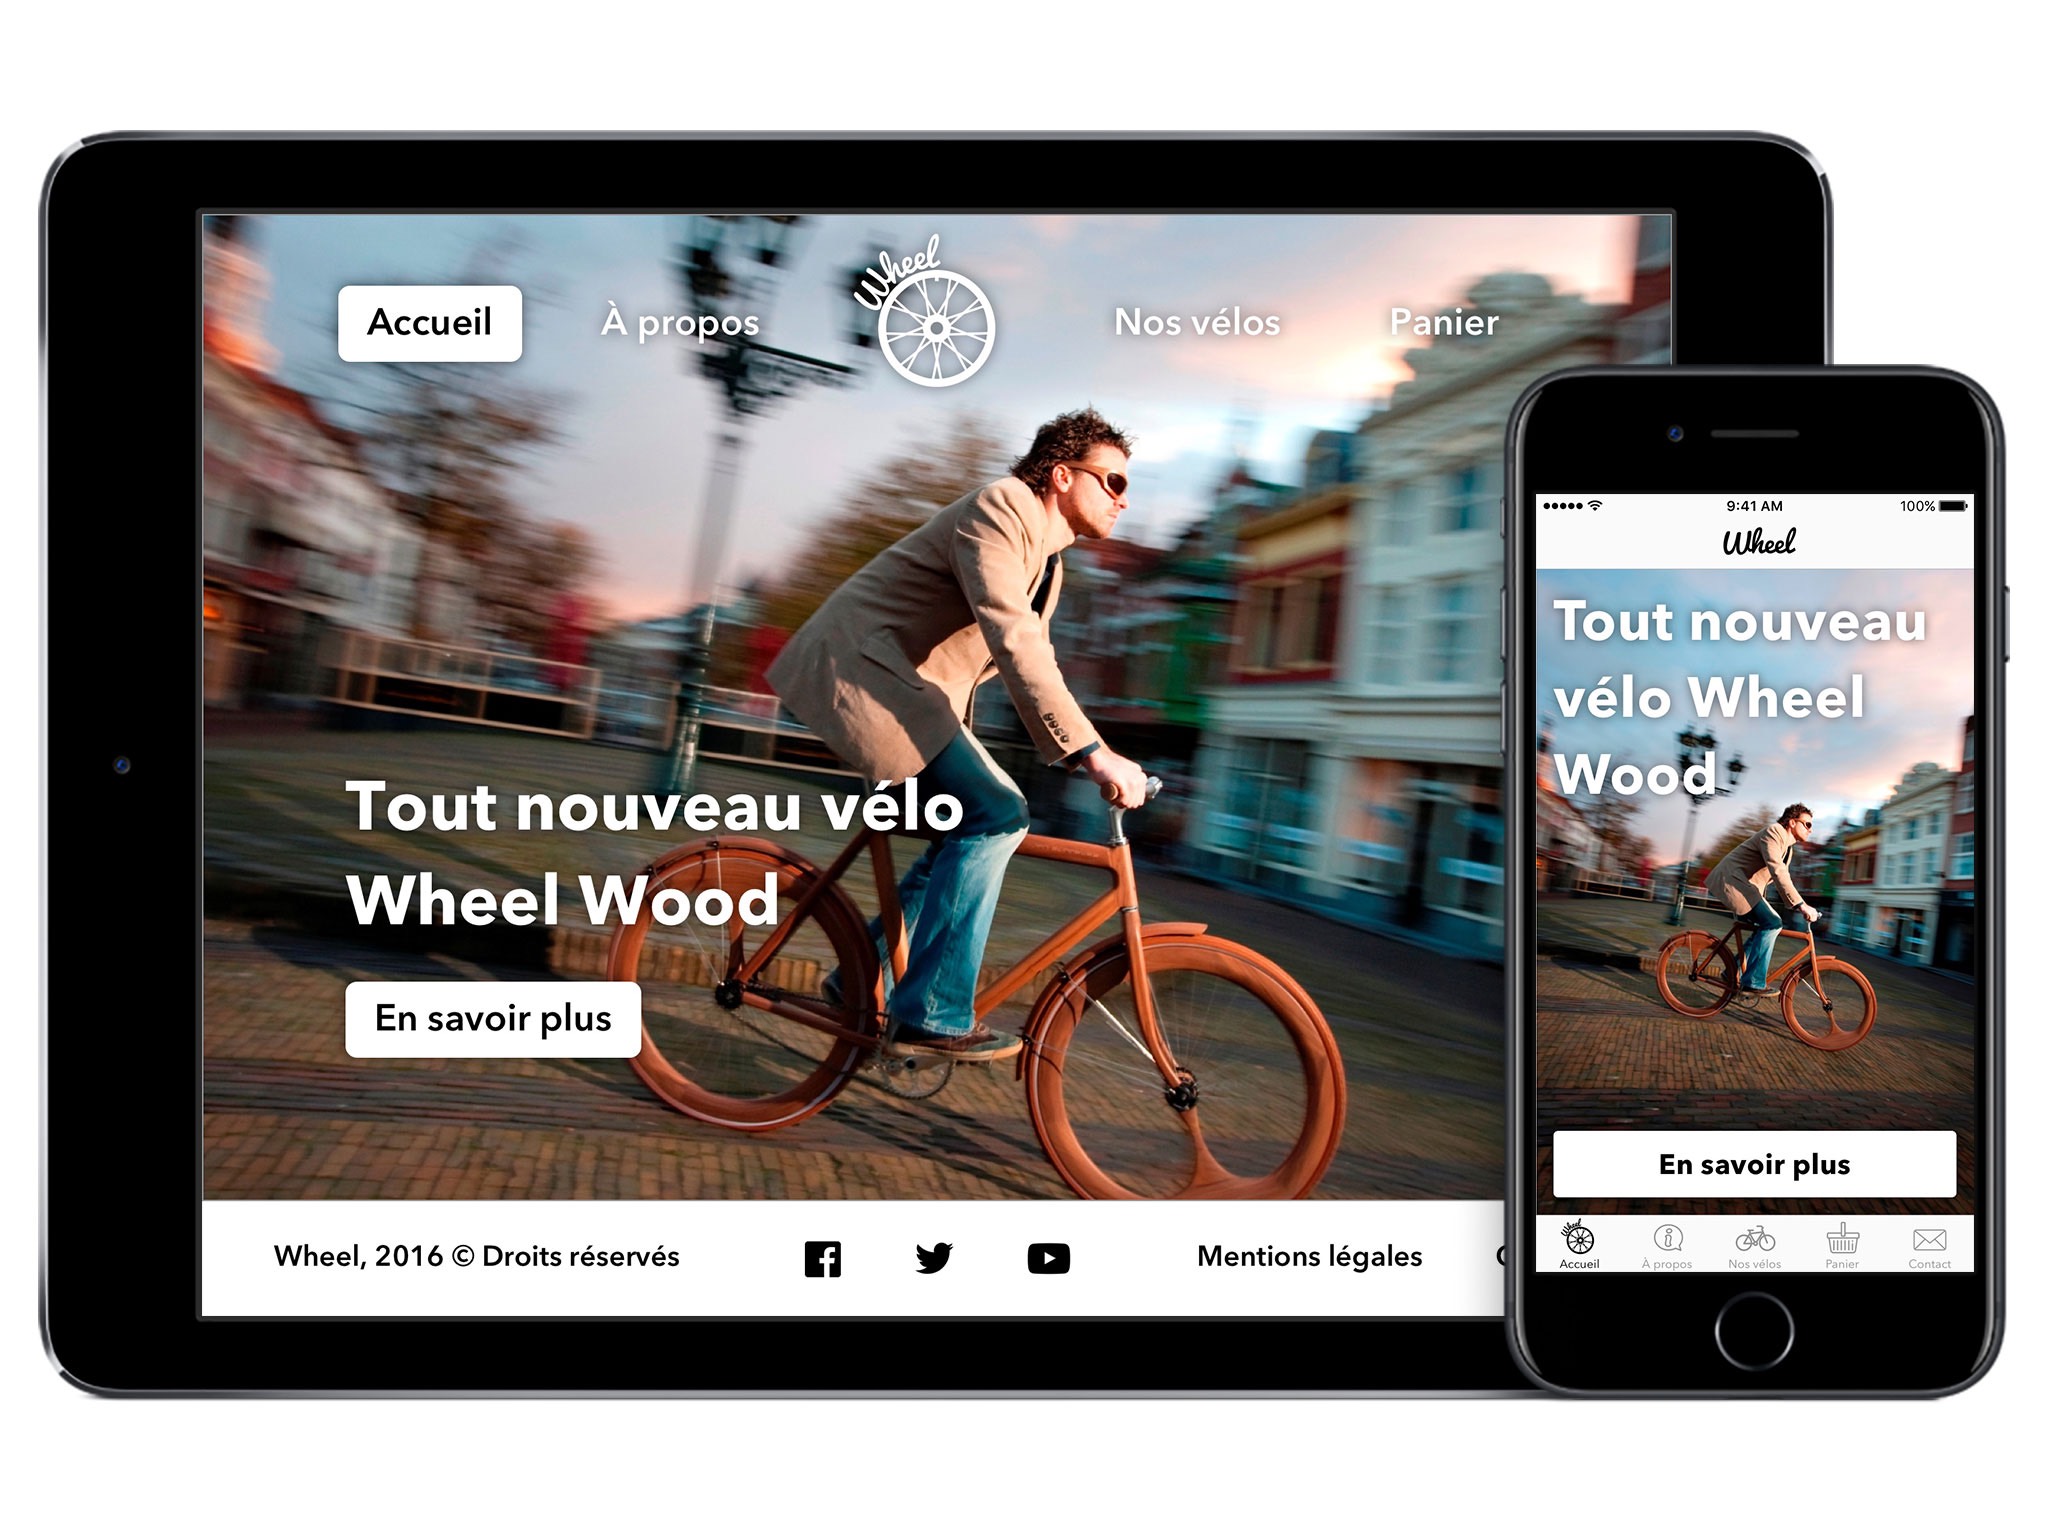 Accueil
À propos
Wheel
Nos vélos
Panier
Tout nouveau vélo
Wheel Wood
En savoir plus
Wheel, 2016 © Droits réservés
Mentions légales
9:41 AM
100%
Wheel
Tout nouveau
vélo Wheel
Wood
En savoir plus
Wheel
Accueil
À propos
Nos vélos
Panier
Contact